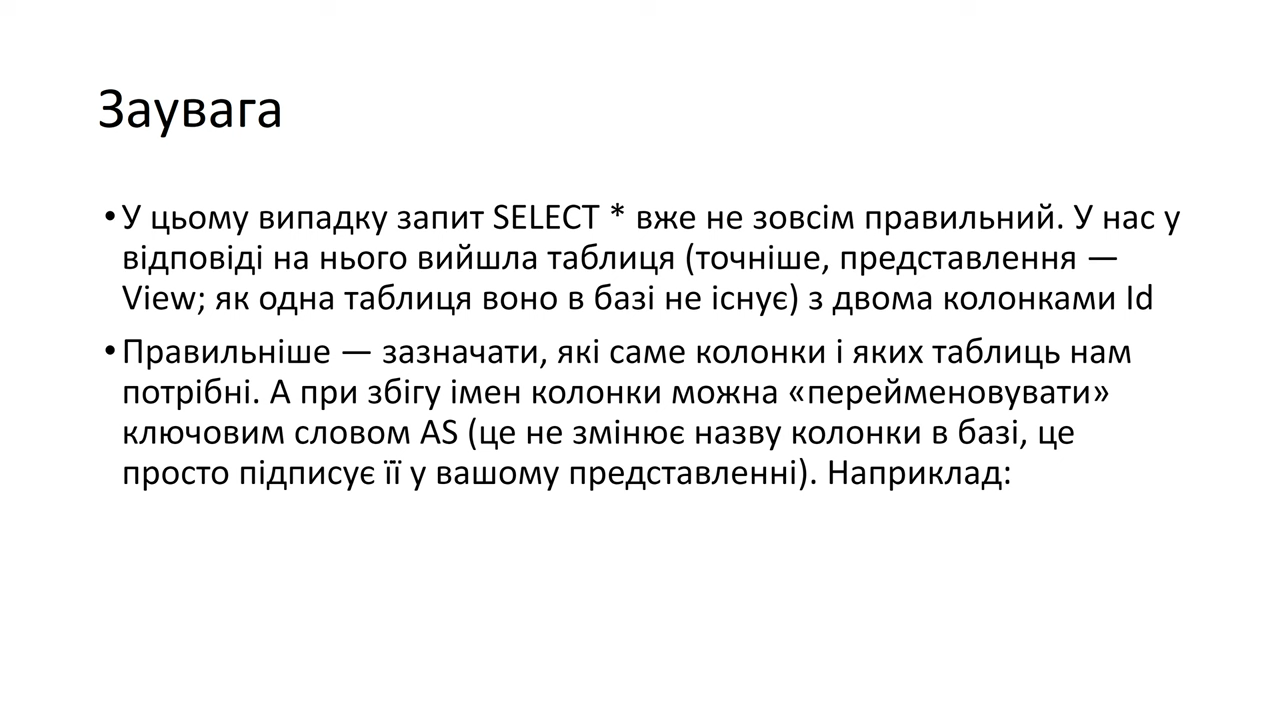 Заувага
•У цьому випадку запит SELECT * вже не зовсім правильний. У нас у
відповіді на нього вийшла таблиця (точніше, представлення —
View; як одна таблиця воно в базі не існує) з двома колонками Id
•Правильніше — зазначати, які саме колонки і яких таблиць нам
потрібні. А при збігу імен колонки можна «перейменовувати»
ключовим словом AS (це не змінює назву колонки в базі, це
просто підписує її у вашому представленні). Наприклад: